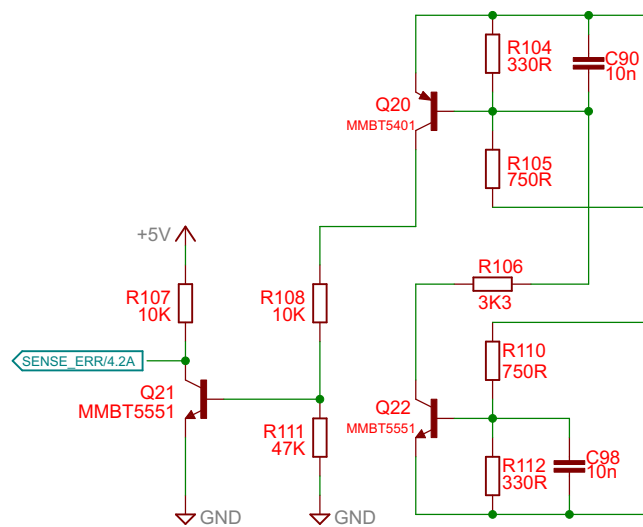 R104
330R
C90
10n
Q20
MMBT5401
R105
750R
+5V
R106
3K3
R107
10K
R108
10K
SENSE_ERR/4.2A
R110
750R
Q21
MMBT5551
Q22
MMBT5551
R111
47K
R112
330R
C98
10n
GND
GND